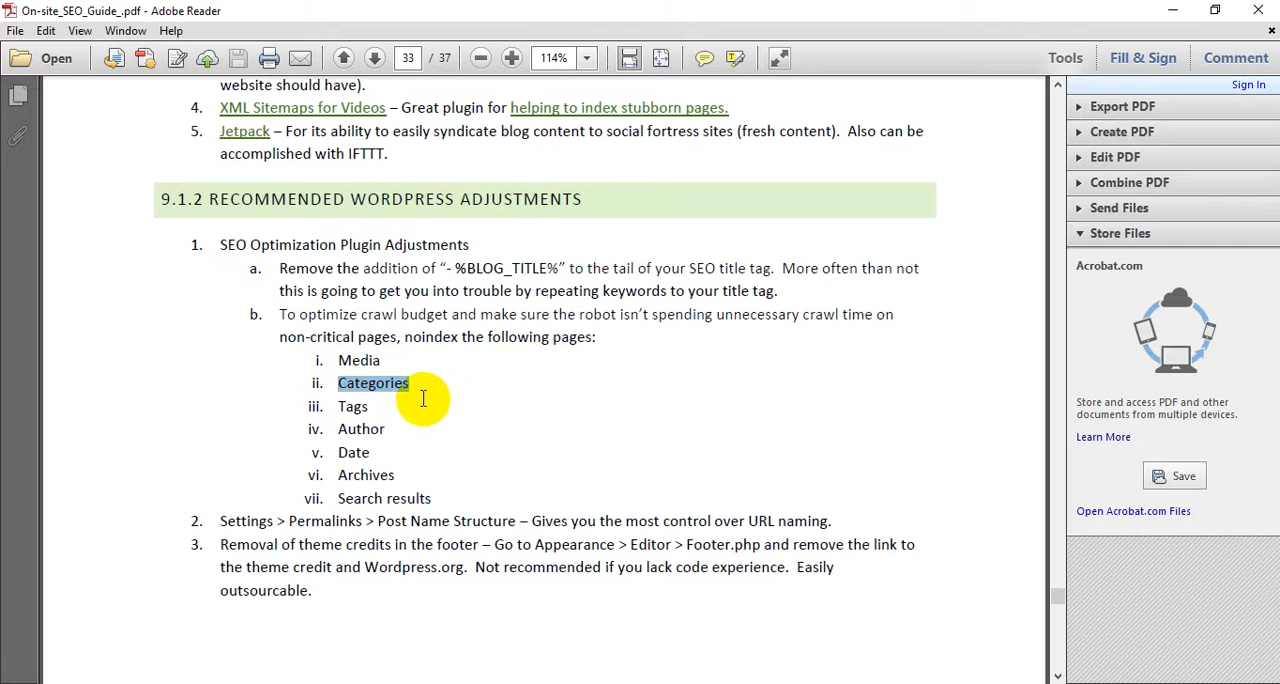 On-site_SEO_Guide_.pdf - Adobe Reader
File Edit View Window Help
Open 33 / 37 114% Tools Fill & Sign Comment
Sign In
website should have).
4. XML Sitemaps for Videos – Great plugin for helping to index stubborn pages.
5. Jetpack – For its ability to easily syndicate blog content to social fortress sites (fresh content).  Also can be
accomplished with IFTTT.
9.1.2 RECOMMENDED WORDPRESS ADJUSTMENTS
1. SEO Optimization Plugin Adjustments
a. Remove the addition of “- %BLOG_TITLE%” to the tail of your SEO title tag.  More often than not
this is going to get you into trouble by repeating keywords to your title tag.
b. To optimize crawl budget and make sure the robot isn’t spending unnecessary crawl time on
non-critical pages, noindex the following pages:
i. Media
ii. Categories
iii. Tags
iv. Author
v. Date
vi. Archives
vii. Search results
2. Settings > Permalinks > Post Name Structure – Gives you the most control over URL naming.
3. Removal of theme credits in the footer – Go to Appearance > Editor > Footer.php and remove the link to
the theme credit and Wordpress.org.  Not recommended if you lack code experience.  Easily
outsourcable.
Export PDF
Create PDF
Edit PDF
Combine PDF
Send Files
Store Files
Acrobat.com
Store and access PDF and other
documents from multiple devices.
Learn More
Save
Open Acrobat.com Files